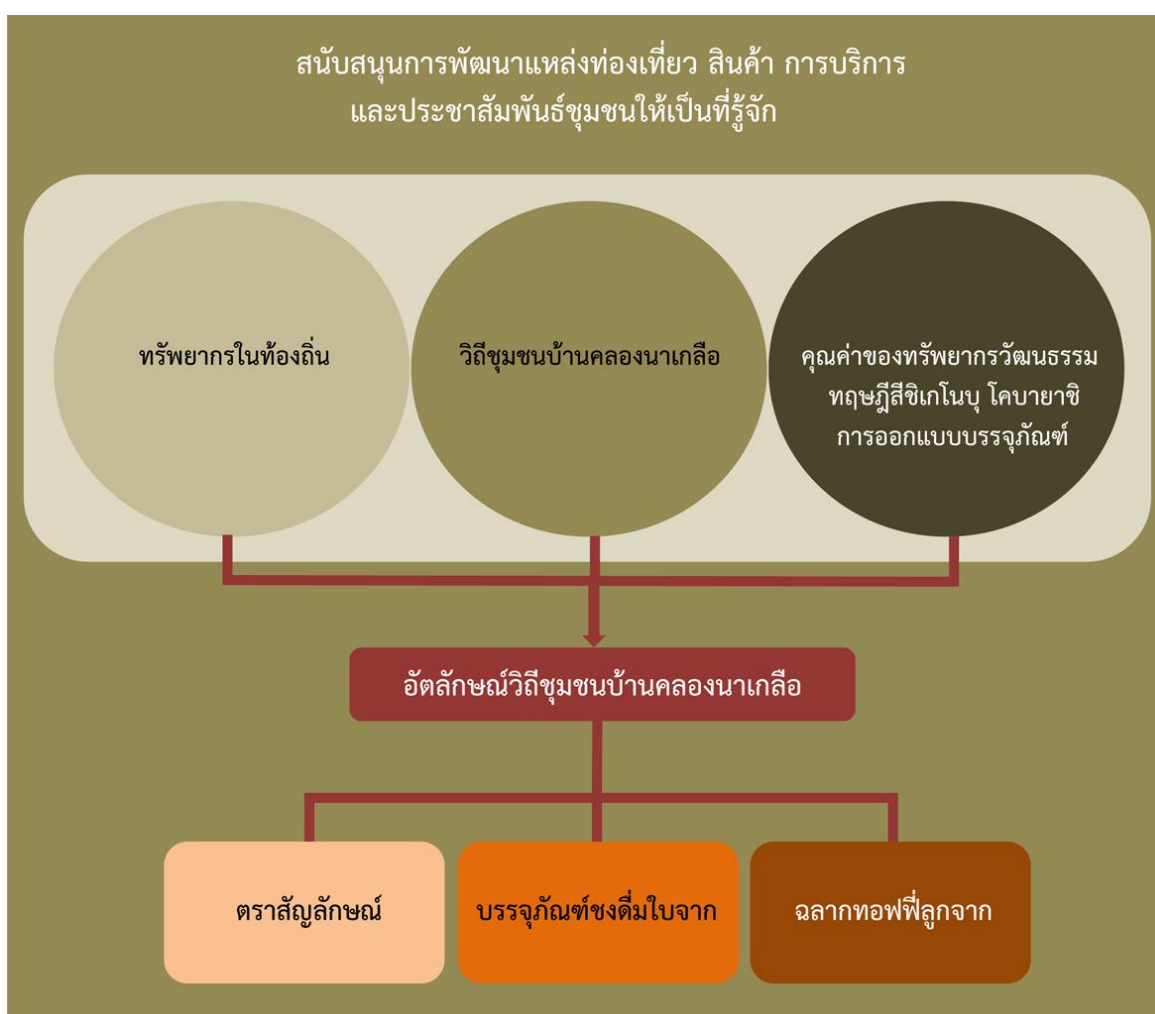 สนับสนุนการพัฒนาแหล่งท่องเที่ยว สินค้า การบริการ
และประชาสัมพันธ์ชุมชนให้เป็นที่รู้จัก
ทรัพยากรในท้องถิ่น
วิถีชุมชนบ้านคลองนาเกลือ
คุณค่าของทรัพยากรวัฒนธรรม
ทฤษฎีสีชิเกโนบุ โคบายาชิ
การออกแบบบรรจุภัณฑ์
อัตลักษณ์วิถีชุมชนบ้านคลองนาเกลือ
ตราสัญลักษณ์
บรรจุภัณฑ์ชงดื่มใบจาก
ฉลากทอฟฟี่ลูกจาก